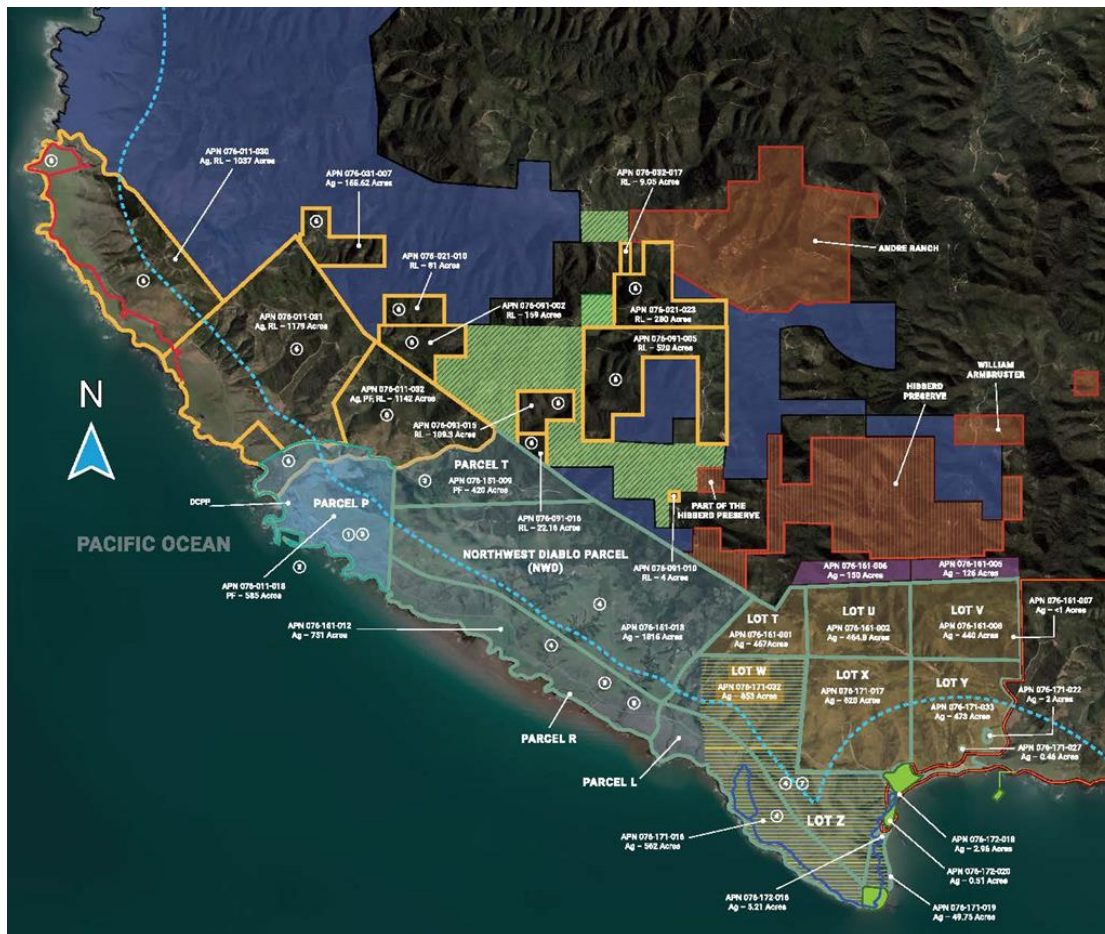 APN 076-011-030
Ag, RL – 1037 Acres
APN 076-031-007
Ag – 155.62 Acres
APN 076-032-017
RL – 9.05 Acres
ANDRE RANCH
APN 076-021-010
RL – 81 Acres
APN 076-091-002
RL – 159 Acres
APN 076-021-023
RL – 280 Acres
APN 076-011-031
Ag, RL – 1179 Acres
APN 076-091-005
RL – 520 Acres
WILLIAM
ARMBRUSTER
HIBBERD
PRESERVE
N
APN 076-011-032
Ag, PF, RL – 1142 Acres
APN 076-091-015
RL – 109.3 Acres
PARCEL T
APN 076-151-009
PF – 420 Acres
DCPP
PARCEL P
PART OF THE
HIBBERD PRESERVE
APN 076-091-016
RL – 22.16 Acres
PACIFIC OCEAN
NORTHWEST DIABLO PARCEL
(NWD)
APN 076-091-010
RL – 4 Acres
APN 076-161-006
Ag – 150 Acres
APN 076-161-005
Ag – 126 Acres
APN 076-011-018
PF – 585 Acres
APN 076-151-007
Ag – <1 Acres
LOT T
APN 076-161-001
Ag – 467 Acres
LOT U
APN 076-161-002
Ag – 464.8 Acres
LOT V
APN 076-161-008
Ag – 440 Acres
APN 076-161-012
Ag – 751 Acres
APN 076-151-018
Ag – 1816 Acres
LOT W
APN 076-171-032
Ag – 653 Acres
LOT X
APN 076-171-017
Ag – 620 Acres
LOT Y
APN 076-171-033
Ag – 473 Acres
APN 076-171-022
Ag – 2 Acres
APN 076-171-027
Ag – 0.46 Acres
PARCEL R
PARCEL L
LOT Z
APN 076-171-016
Ag – 562 Acres
APN 076-172-018
Ag – 2.95 Acres
APN 076-172-020
Ag – 0.51 Acres
APN 076-172-015
Ag – 5.21 Acres
APN 076-171-019
Ag – 49.75 Acres